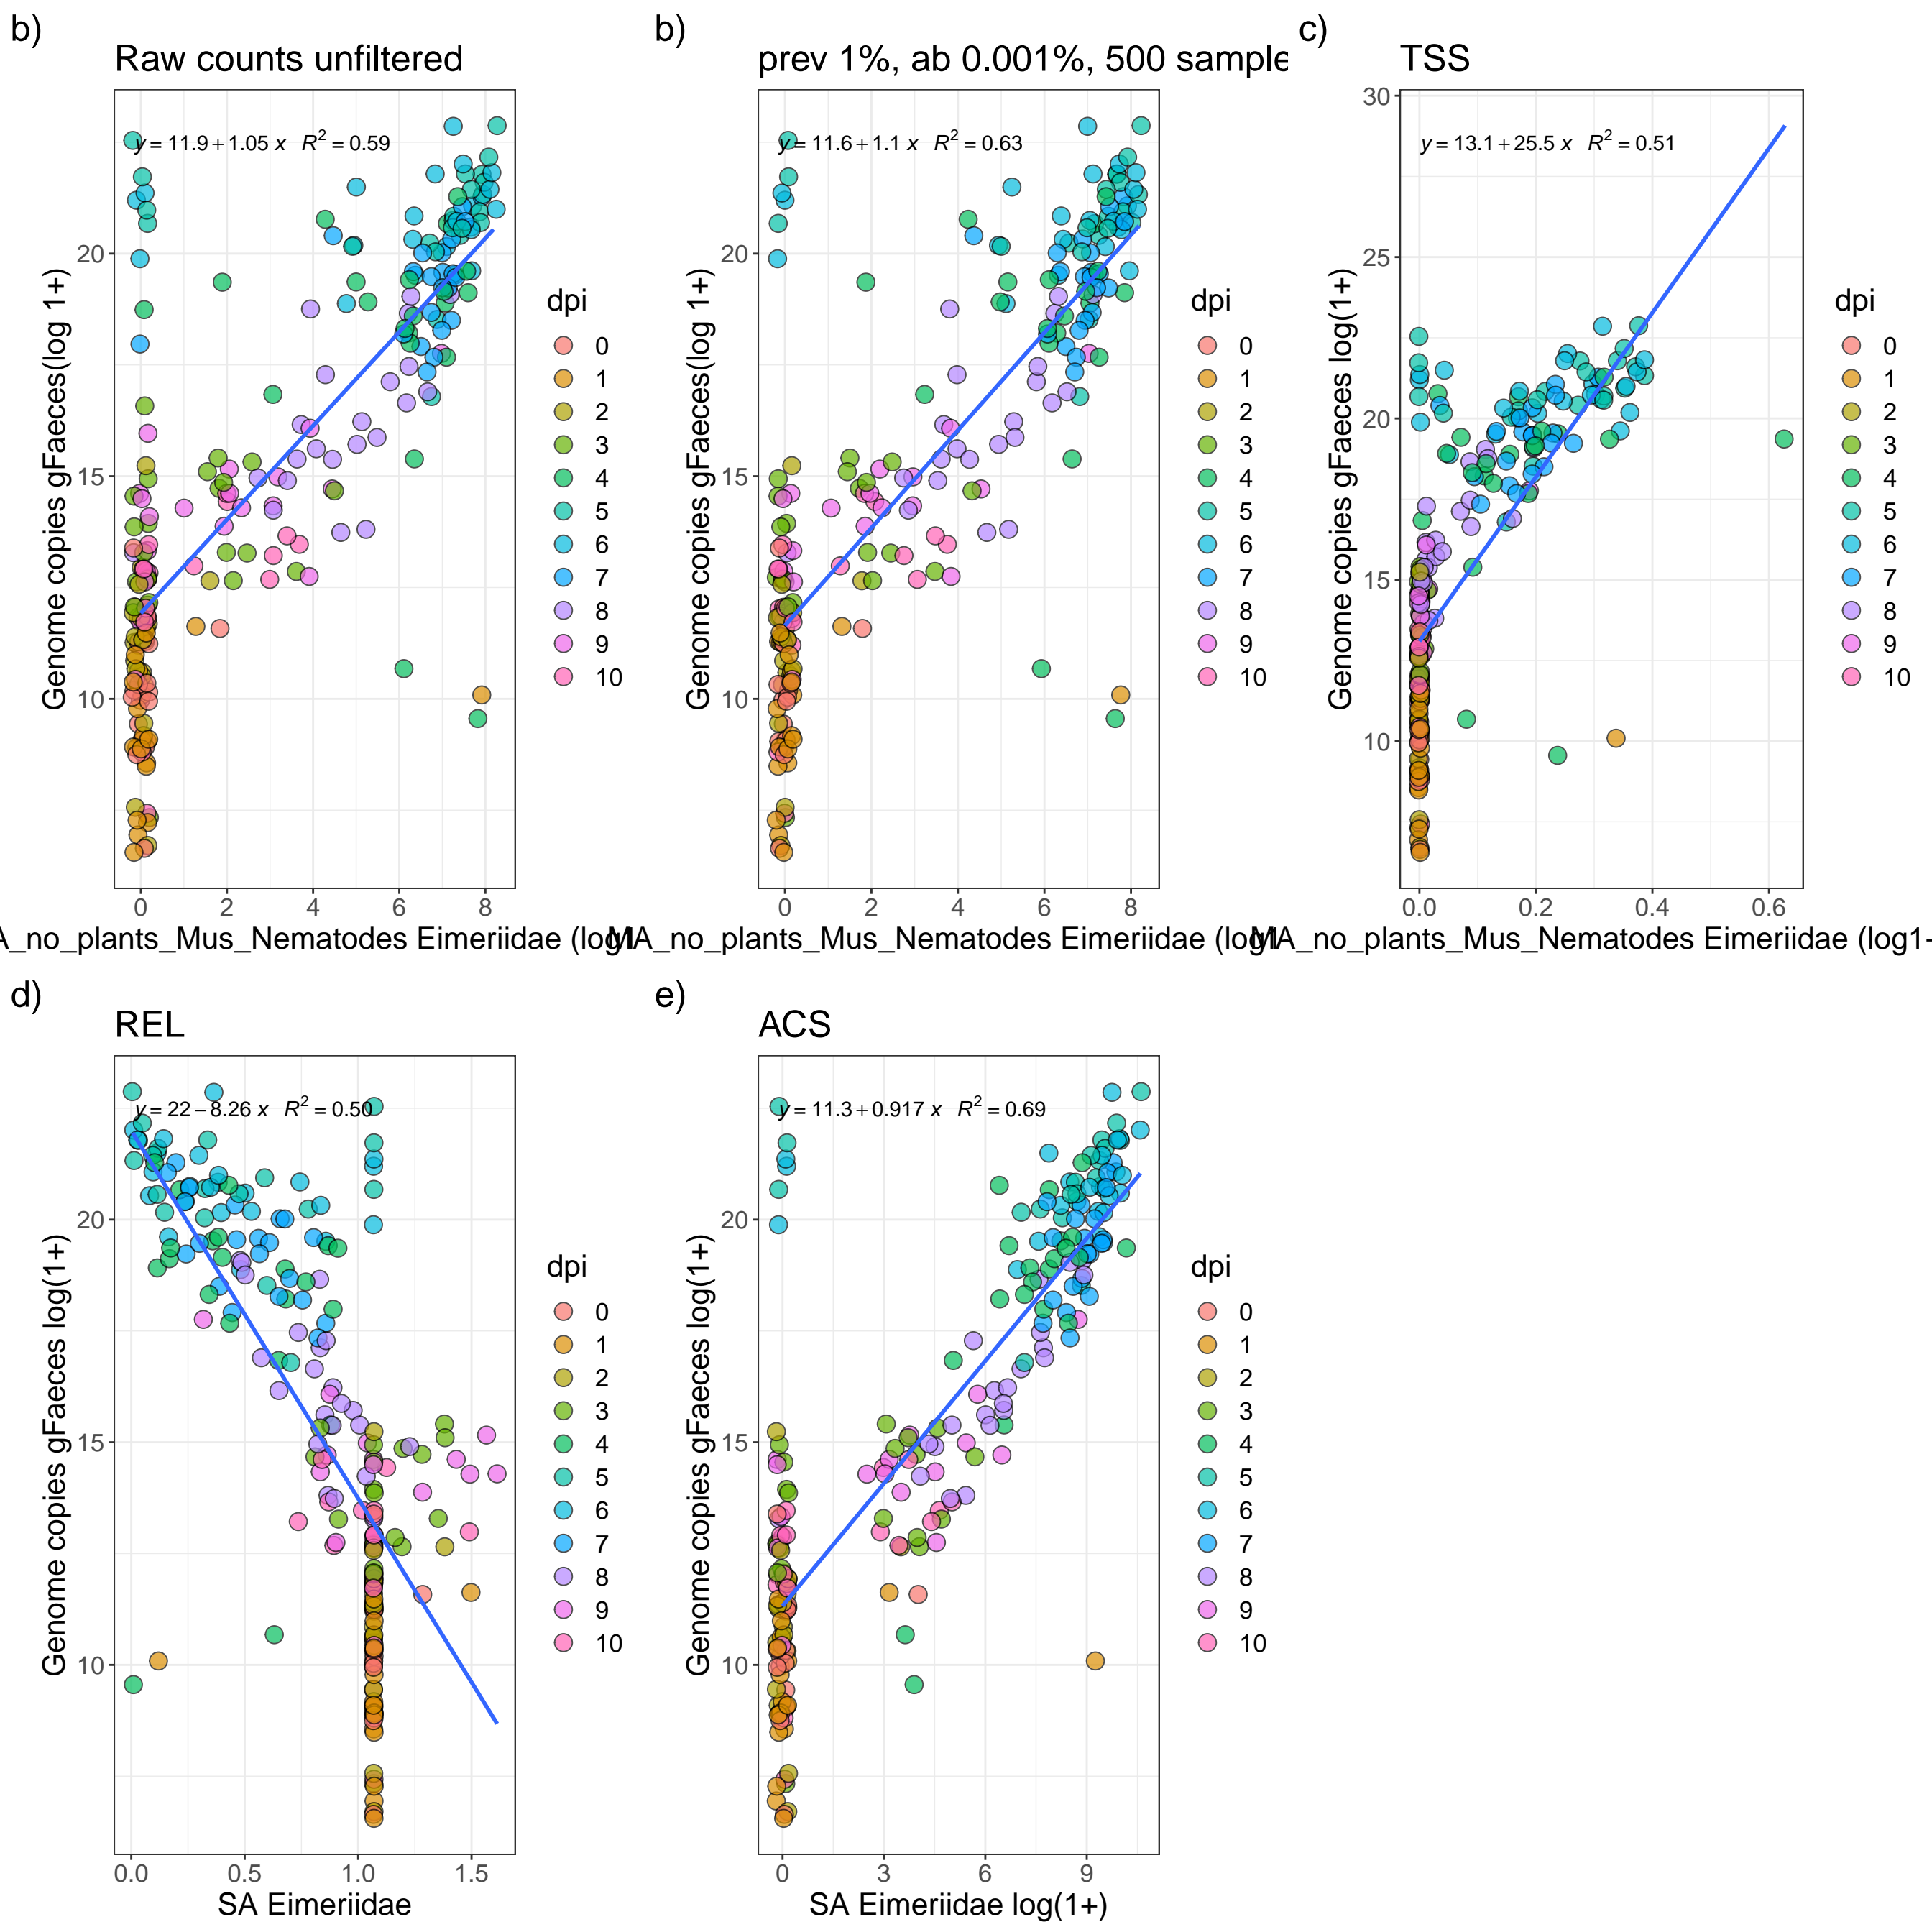 b)
Raw counts unfiltered
y = 11.9 + 1.05 x R² = 0.59
Genome copies gFaeces(log 1+)
20
15
10
0 2 4 6 8
A_no_plants_Mus_Nematodes Eimeriidae
dpi
0
1
2
3
4
5
6
7
8
9
10
b)
prev 1%, ab 0.001%, 500 sample
y = 11.6 + 1.1 x R² = 0.63
Genome copies gFaeces(log 1+)
20
15
10
0 2 4 6 8
A_no_plants_Mus_Nematodes Eimeriidae
dpi
0
1
2
3
4
5
6
7
8
9
10
c)
TSS
y = 13.1 + 25.5 x R² = 0.51
Genome copies gFaeces log(1+)
30
25
20
15
10
0.0 0.2 0.4 0.6
MA_no_plants_Mus_Nematodes Eimeriidae (log1-
dpi
0
1
2
3
4
5
6
7
8
9
10
d)
REL
y = 22 − 8.26 x R² = 0.50
Genome copies gFaeces log(1+)
20
15
10
0.0 0.5 1.0 1.5
SA Eimeriidae
dpi
0
1
2
3
4
5
6
7
8
9
10
e)
ACS
y = 11.3 + 0.917 x R² = 0.69
Genome copies gFaeces log(1+)
20
15
10
0 3 6 9
SA Eimeriidae log(1+)
dpi
0
1
2
3
4
5
6
7
8
9
10